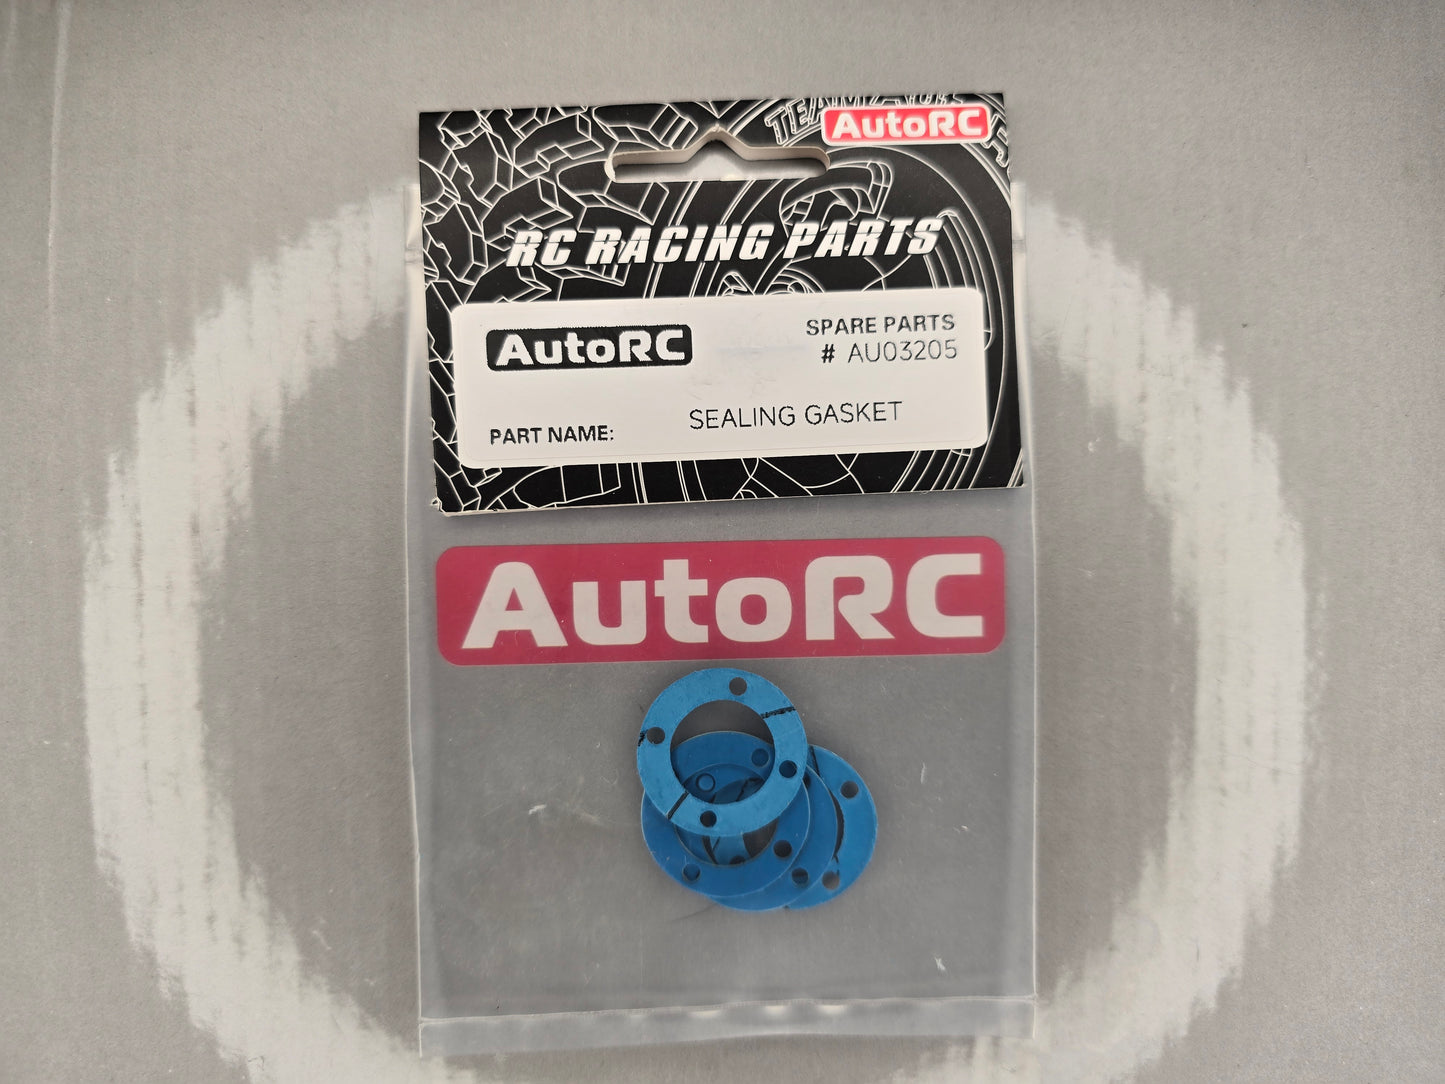 AutoRC
RC RACING PARTS
AutoRC
SPARE PARTS
# AU03205
PART NAME:
SEALING GASKET
AutoRC